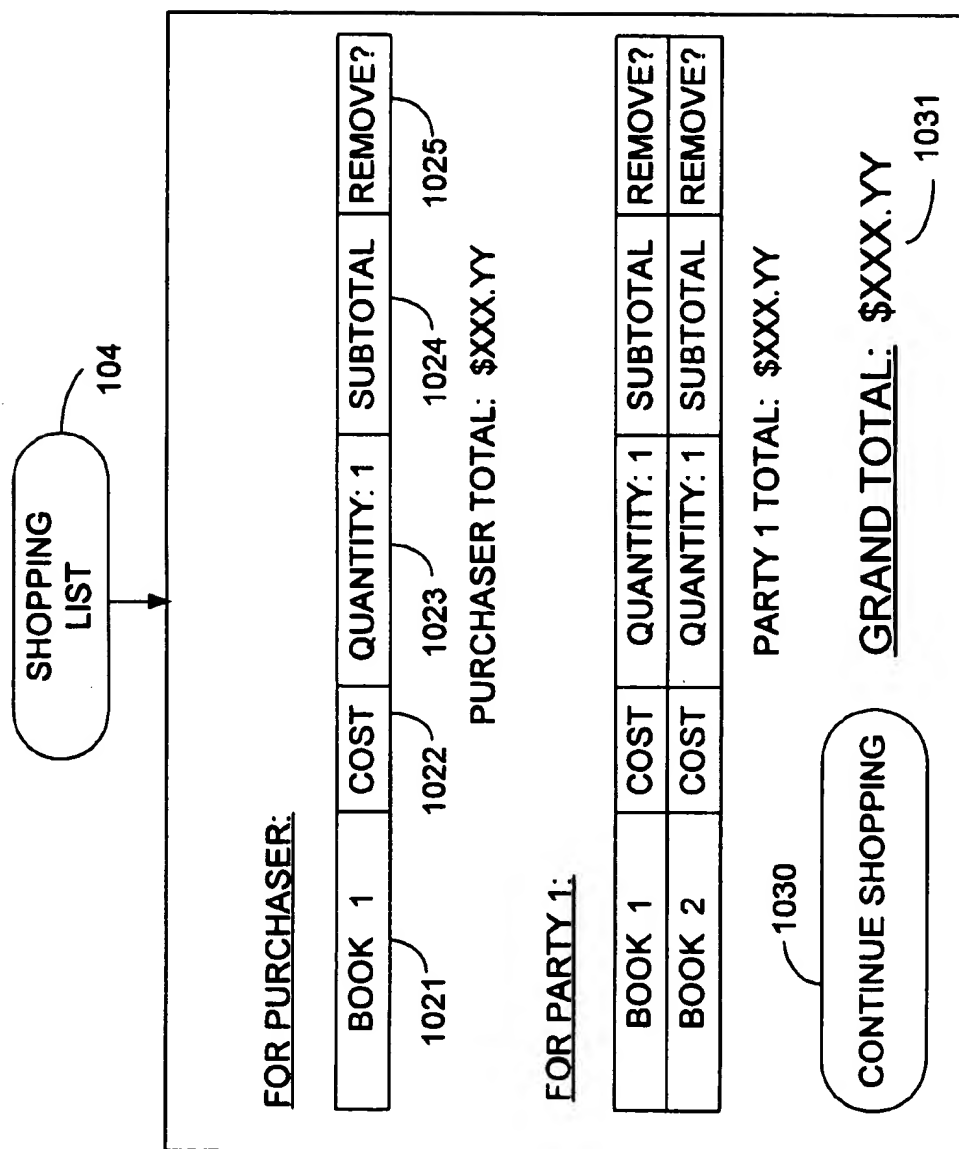 SHOPPING
LIST
104
FOR PURCHASER:
BOOK 1 COST QUANTITY: 1 SUBTOTAL REMOVE?
1021 1022 1023 1024 1025
PURCHASER TOTAL: $XXX.YY
FOR PARTY 1:
BOOK 1 COST QUANTITY: 1 SUBTOTAL REMOVE?
BOOK 2 COST QUANTITY: 1 SUBTOTAL REMOVE?
PARTY 1 TOTAL: $XXX.YY
1030
CONTINUE SHOPPING
GRAND TOTAL: $XXX.YY
1031